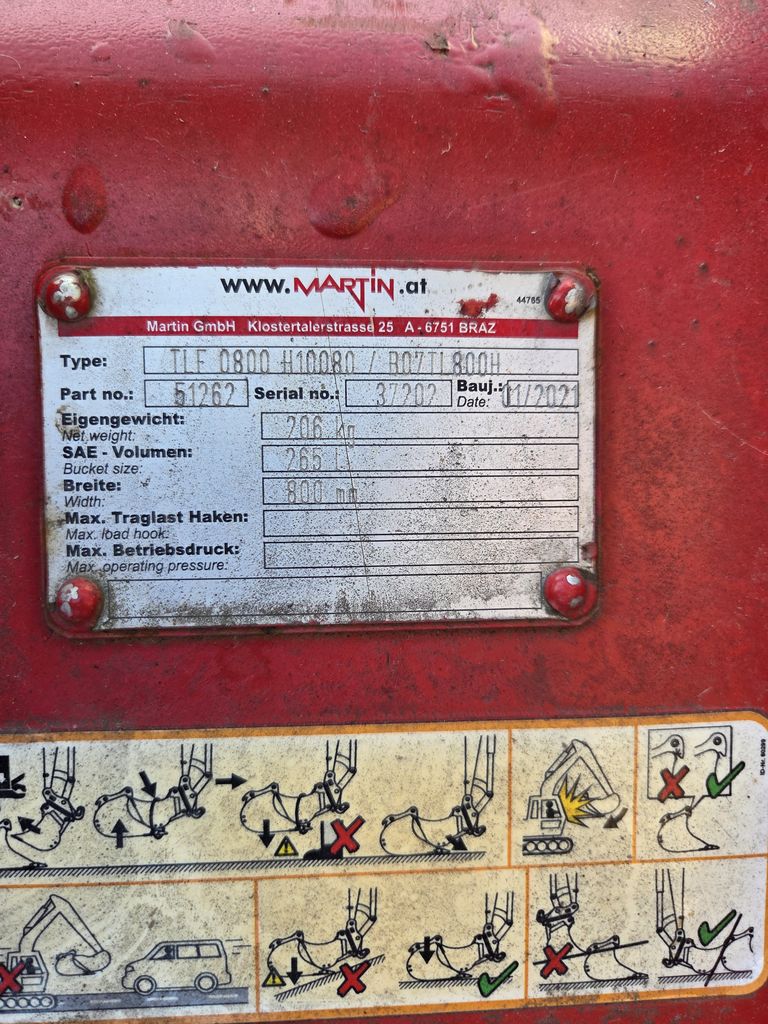 www.MARTIN.at
44765
Martin GmbH Klostertalerstrasse 25 A - 6751 BRAZ
Type: TLF 0800 H10080 / B07TL800H
Part no.: 51262 Serial no.: 37202 Bauj.: 01/2021
Date:
Eigengewicht: 206 kg
Net weight:
SAE - Volumen: 265 L
Bucket size:
Breite: 800 mm
Width:
Max. Traglast Haken:
Max. load hook:
Max. Betriebsdruck:
Max. operating pressure: